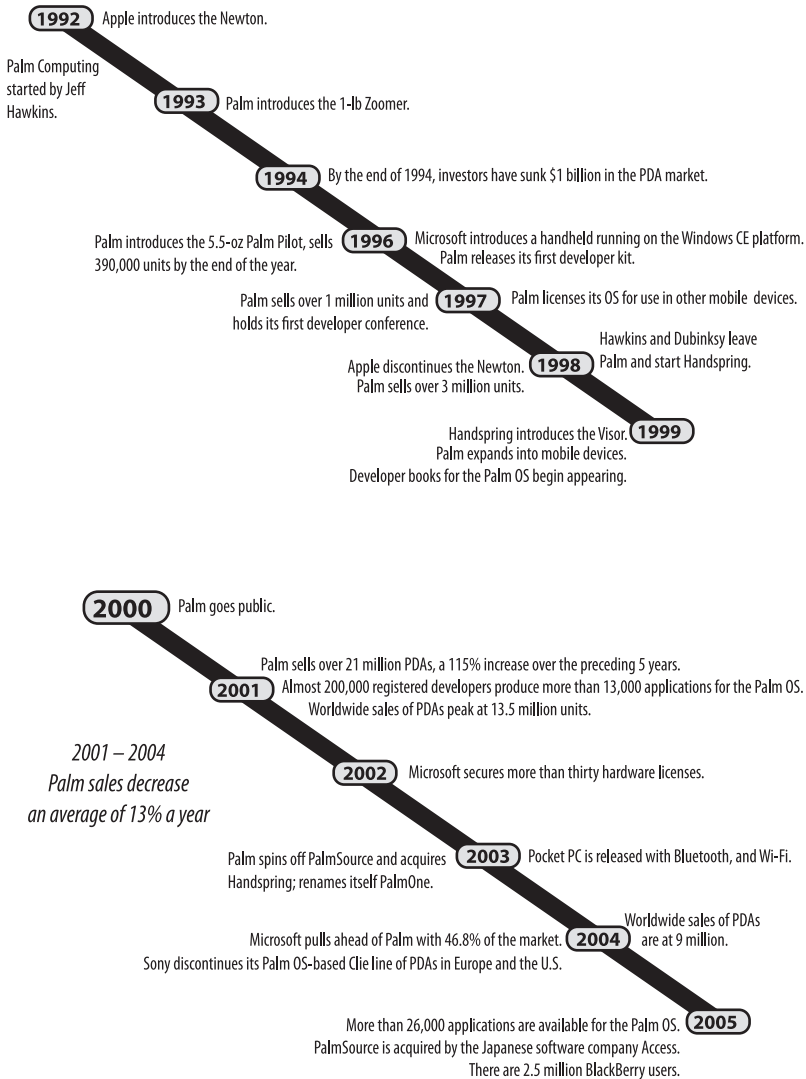 1992 Apple introduces the Newton.
Palm Computing
started by Jeff
Hawkins.
1993 Palm introduces the 1-lb Zoomer.
1994 By the end of 1994, investors have sunk $1 billion in the PDA market.
Palm introduces the 5.5-oz Palm Pilot, sells
390,000 units by the end of the year.
1996 Microsoft introduces a handheld running on the Windows CE platform.
Palm releases its first developer kit.
Palm sells over 1 million units and
holds its first developer conference.
1997 Palm licenses its OS for use in other mobile devices.
Hawkins and Dubinksy leave
Palm and start Handspring.
Apple discontinues the Newton. 1998
Palm sells over 3 million units.
Handspring introduces the Visor. 1999
Palm expands into mobile devices.
Developer books for the Palm OS begin appearing.
2000 Palm goes public.
Palm sells over 21 million PDAs, a 115% increase over the preceding 5 years.
2001 Almost 200,000 registered developers produce more than 13,000 applications for the Palm OS.
Worldwide sales of PDAs peak at 13.5 million units.
2001 – 2004
Palm sales decrease
an average of 13% a year
2002 Microsoft secures more than thirty hardware licenses.
Palm spins off PalmSource and acquires
Handspring; renames itself PalmOne.
2003 Pocket PC is released with Bluetooth, and Wi-Fi.
Worldwide sales of PDAs
are at 9 million.
Microsoft pulls ahead of Palm with 46.8% of the market. 2004
Sony discontinues its Palm OS-based Clie line of PDAs in Europe and the U.S.
More than 26,000 applications are available for the Palm OS. 2005
PalmSource is acquired by the Japanese software company Access.
There are 2.5 million BlackBerry users.